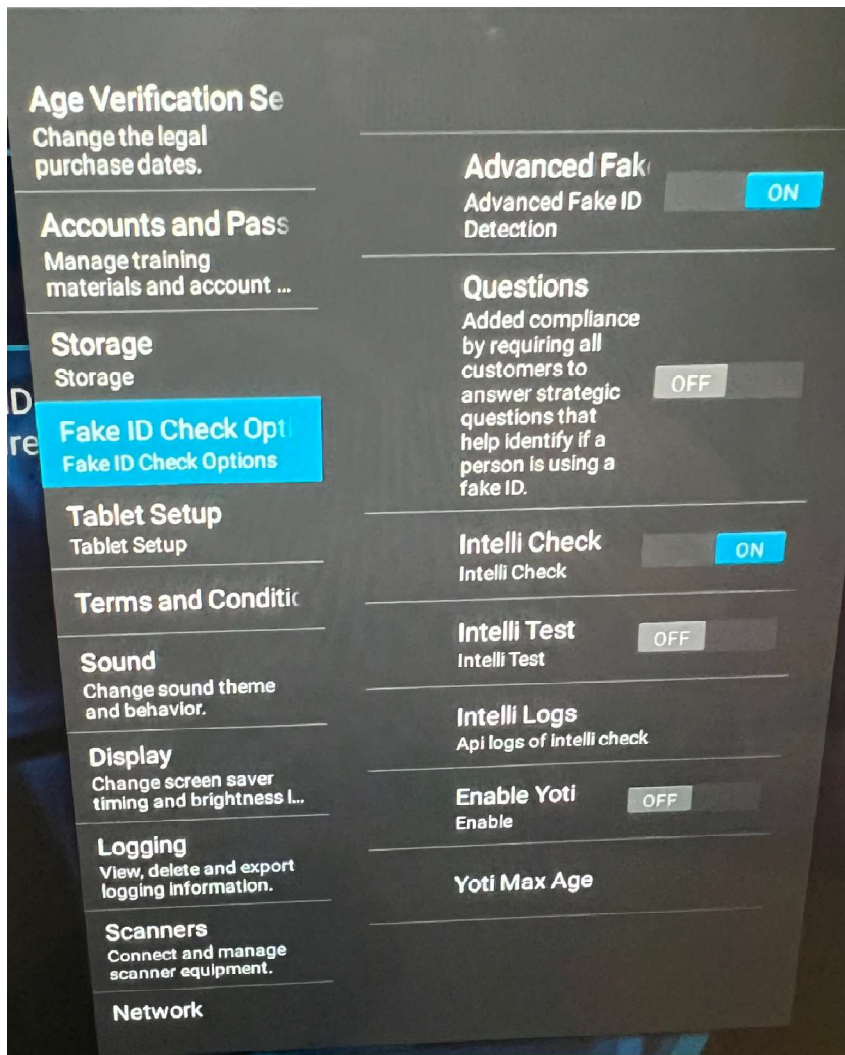 Age Verification Se
Change the legal
purchase dates.
Accounts and Pass
Manage training
materials and account ...
Storage
Storage
D
re
Fake ID Check Opti
Fake ID Check Options
Tablet Setup
Tablet Setup
Terms and Conditic
Sound
Change sound theme
and behavior.
Display
Change screen saver
timing and brightness l...
Logging
View, delete and export
logging information.
Scanners
Connect and manage
scanner equipment.
Network
Advanced Fak
Advanced Fake ID
Detection
ON
Questions
Added compliance
by requiring all
customers to
answer strategic
questions that
help identify if a
person is using a
fake ID.
OFF
Intelli Check
Intelli Check
ON
Intelli Test
Intelli Test
OFF
Intelli Logs
Api logs of intelli check
Enable Yoti
Enable
OFF
Yoti Max Age